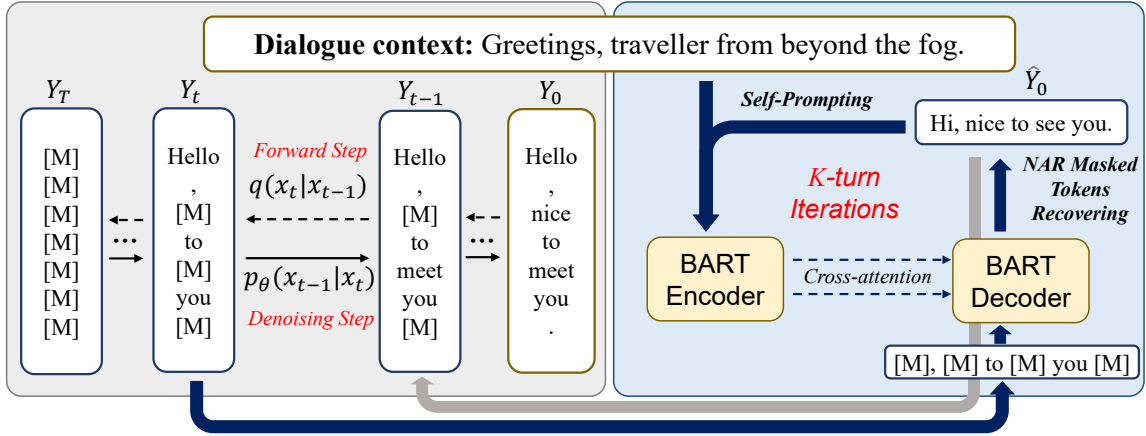 Dialogue context: Greetings, traveller from beyond the fog.
Y_T
[M]
[M]
[M]
[M]
[M]
[M]
[M]
...
Y_t
Hello
,
[M]
to
[M]
you
[M]
Forward Step
q(x_t|x_{t-1})
p_θ(x_{t-1}|x_t)
Denoising Step
Y_{t-1}
Hello
,
[M]
to
meet
you
[M]
...
Y_0
Hello
,
nice
to
meet
you
.
Self-Prompting
Ŷ_0
Hi, nice to see you.
K-turn
Iterations
NAR Masked
Tokens
Recovering
BART
Encoder
Cross-attention
BART
Decoder
[M], [M] to [M] you [M]